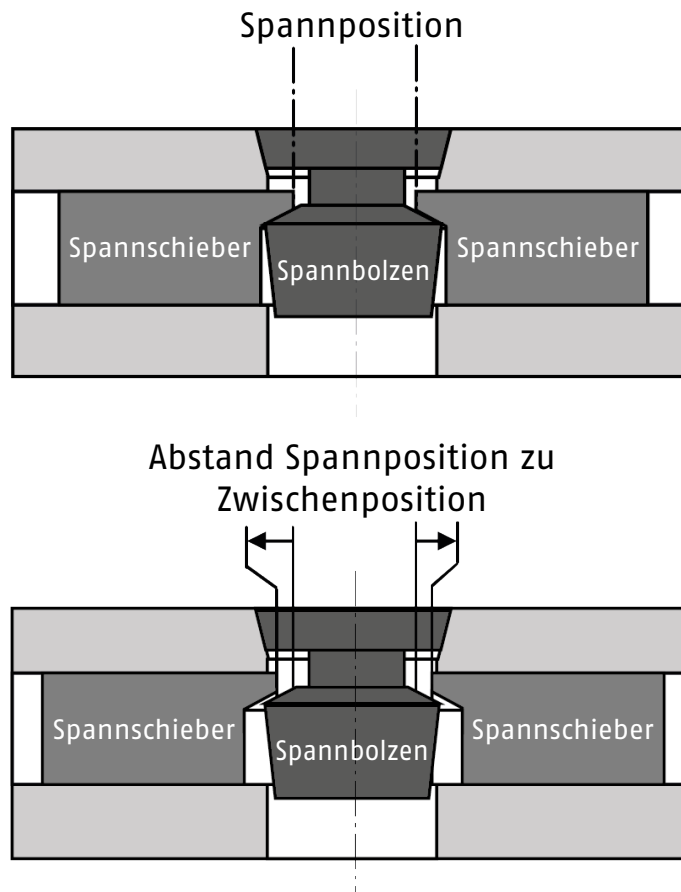 Spannposition
Spannschieber
Spannbolzen
Spannschieber
Abstand Spannposition zu
Zwischenposition
Spannschieber
Spannbolzen
Spannschieber